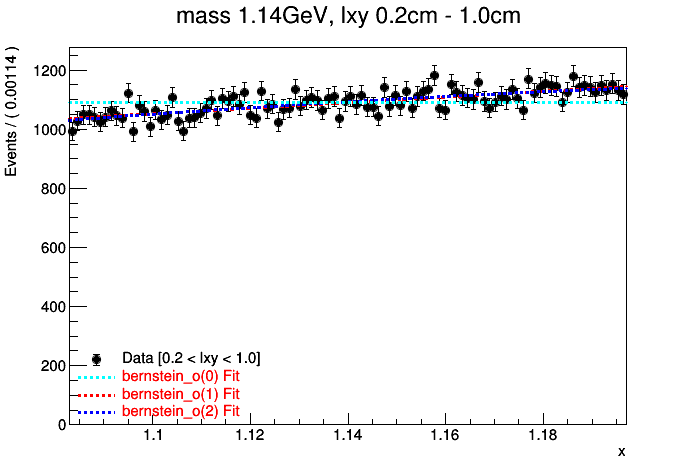 mass 1.14GeV, lxy 0.2cm - 1.0cm
Events / ( 0.00114 )
1200
1000
800
600
400
200
0
Data [0.2 < lxy < 1.0]
bernstein_o(0) Fit
bernstein_o(1) Fit
bernstein_o(2) Fit
1.1 1.12 1.14 1.16 1.18
x